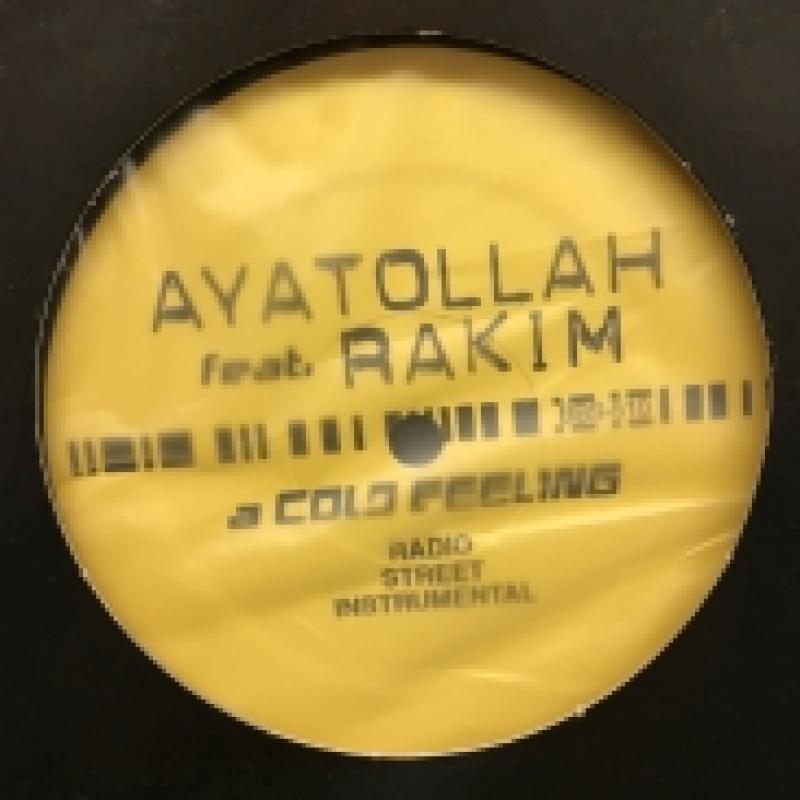 AYATOLLAH
feat. RAKIM
a COLD FEELING
RADIO
STREET
INSTRUMENTAL